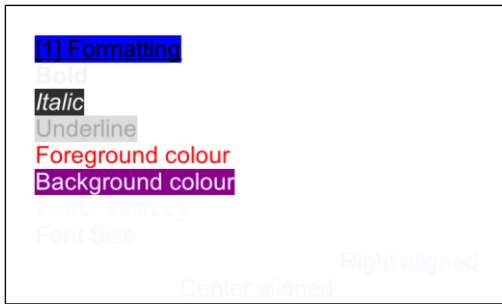 [1] Formatting
Bold
Italic
Underline
Foreground colour
Background colour
Font family
Font Size
Right aligned
Center aligned